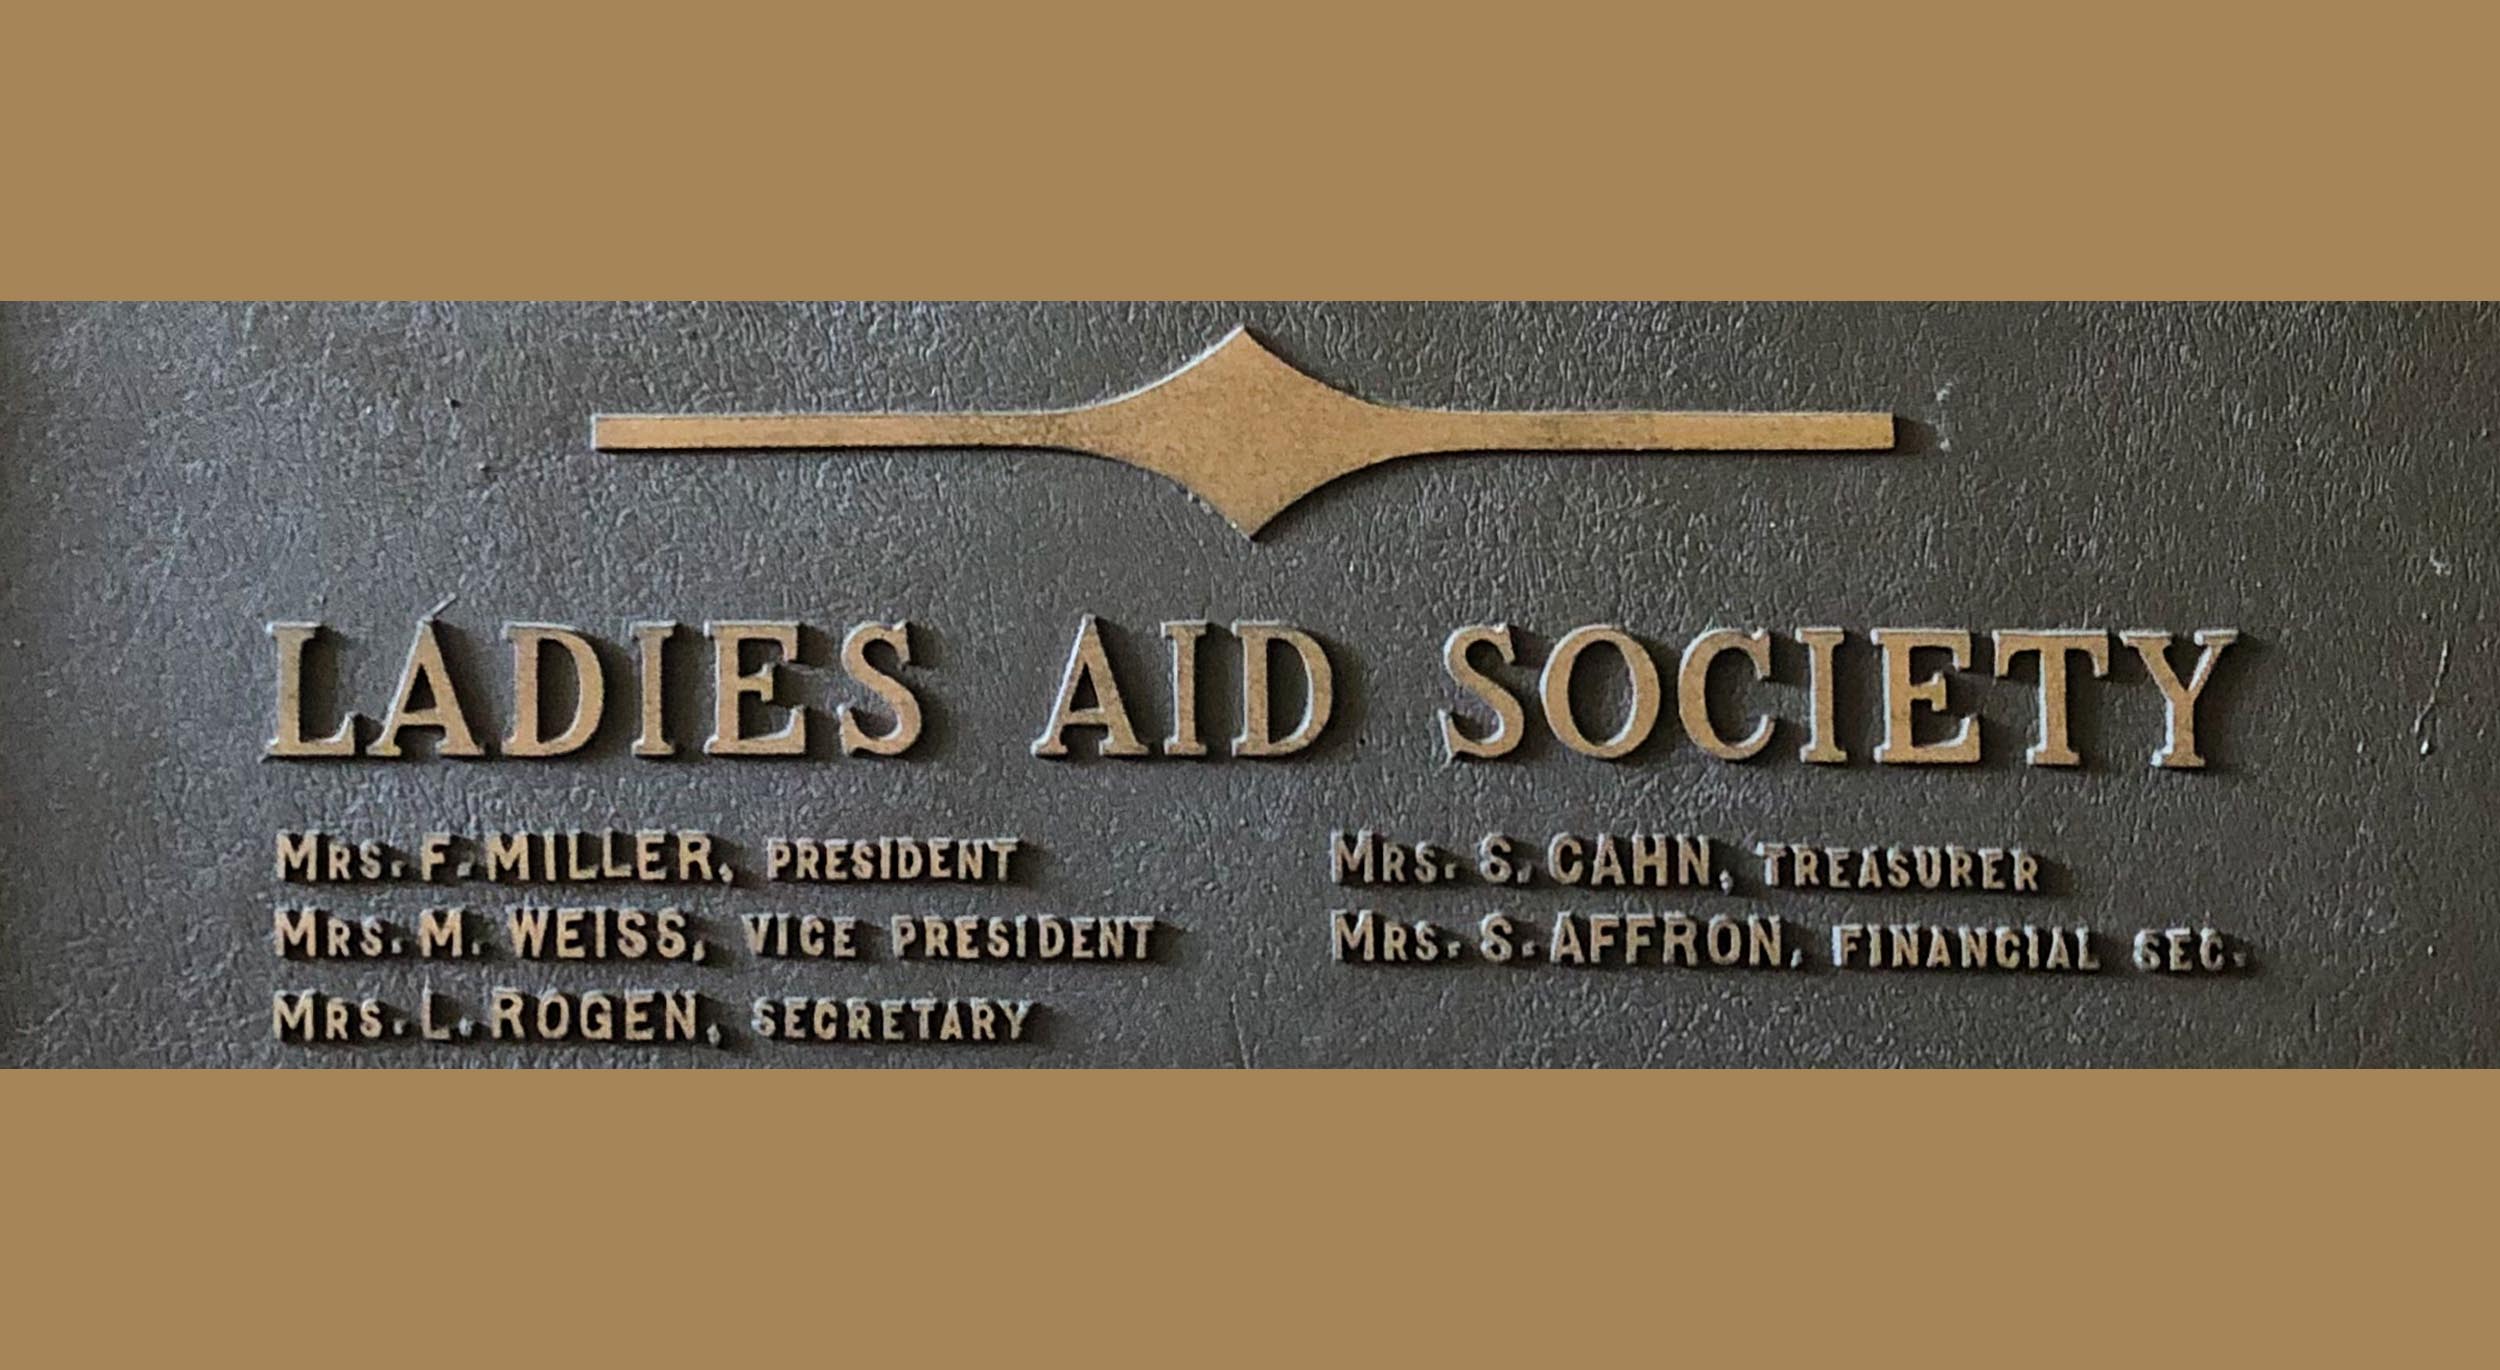 LADIES AID SOCIETY
MRS. F. MILLER, PRESIDENT
MRS. M. WEISS, VICE PRESIDENT
MRS. L. ROGEN, SECRETARY
MRS. S. CAHN, TREASURER
MRS. S. AFFRON, FINANCIAL SEC.